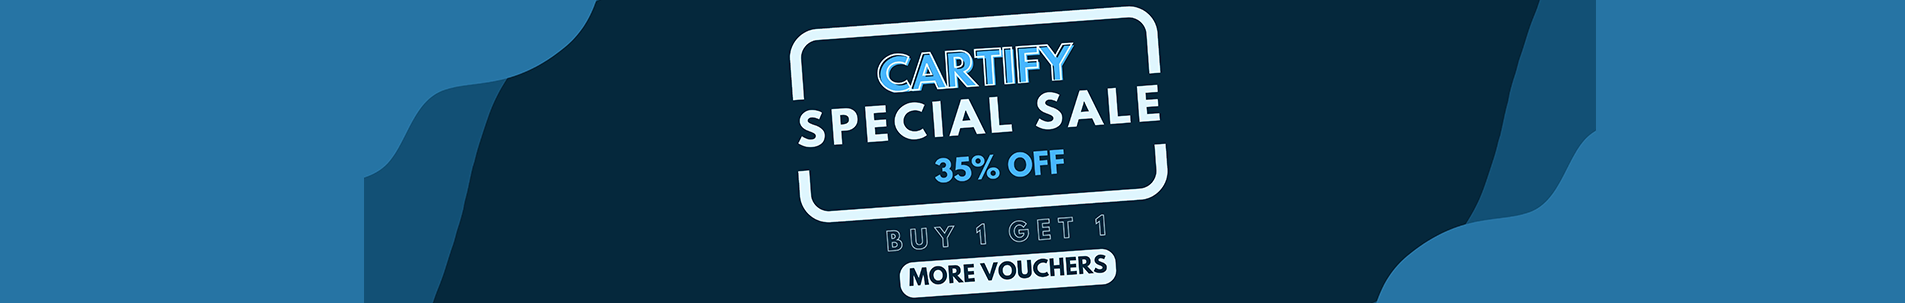 CARTIFY
SPECIAL SALE
35% OFF
BUY 1 GET 1
MORE VOUCHERS